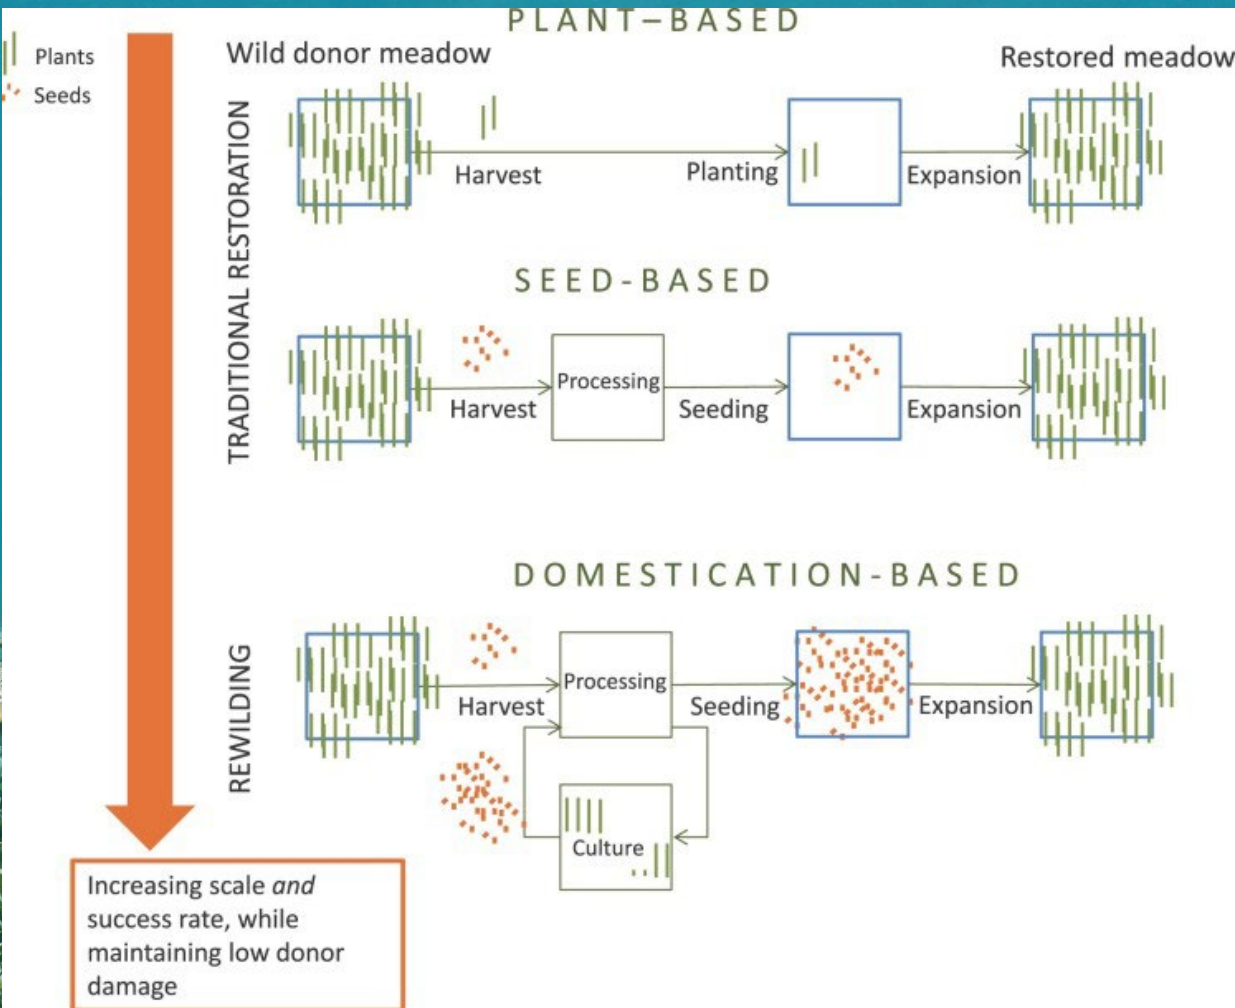 PLANT–BASED
Plants
Seeds
Wild donor meadow
Restored meadow
TRADITIONAL RESTORATION
Harvest
Planting
Expansion
SEED-BASED
Processing
Harvest
Seeding
Expansion
DOMESTICATION-BASED
REWILDING
Processing
Harvest
Seeding
Expansion
Culture
Increasing scale and
success rate, while
maintaining low donor
damage